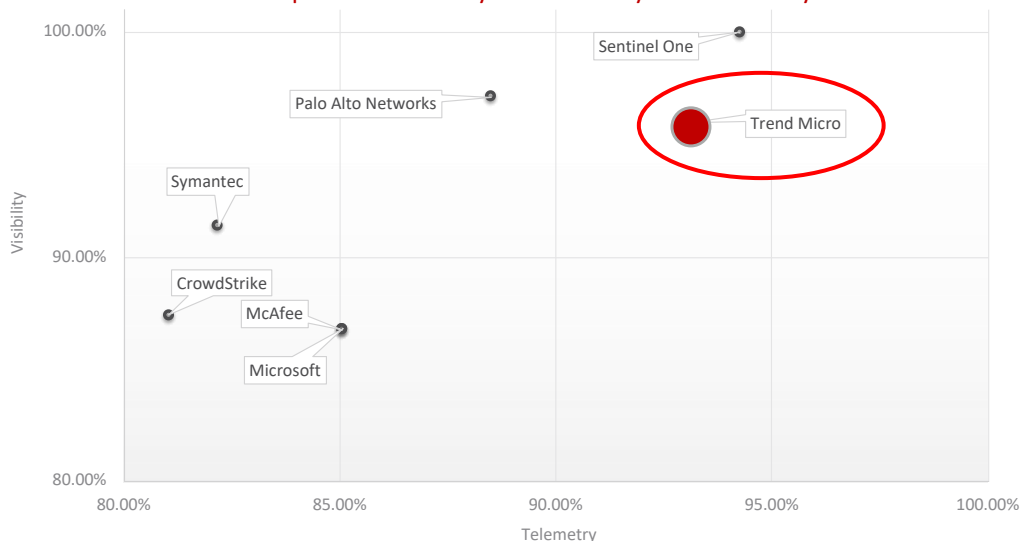 100.00%
Sentinel One
Palo Alto Networks
Trend Micro
Symantec
Visibility
90.00%
CrowdStrike
McAfee
Microsoft
80.00%
80.00%
85.00%
90.00%
95.00%
100.00%
Telemetry